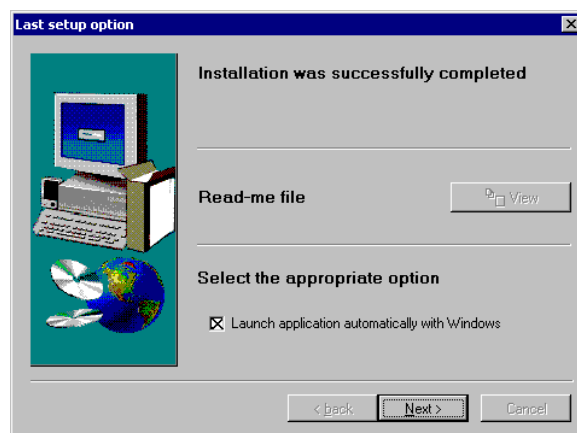 Last setup option
Installation was successfully completed
Read-me file
View
Select the appropriate option
Launch application automatically with Windows
< back
Next >
Cancel